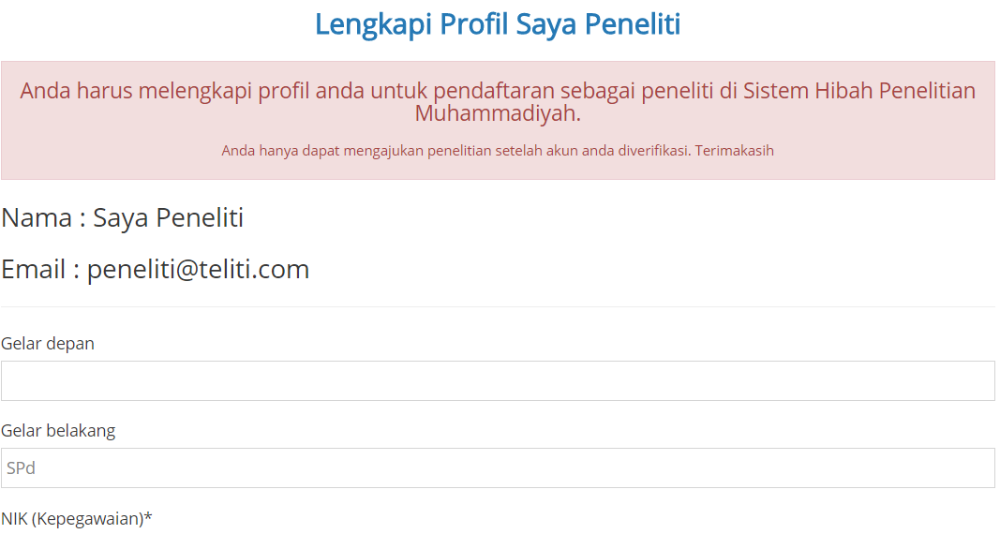 Lengkapi Profil Saya Peneliti
Anda harus melengkapi profil anda untuk pendaftaran sebagai peneliti di Sistem Hibah Penelitian
Muhammadiyah.
Anda hanya dapat mengajukan penelitian setelah akun anda diverifikasi. Terimakasih
Nama : Saya Peneliti
Email : peneliti@teliti.com
Gelar depan
Gelar belakang
SPd
NIK (Kepegawaian)*